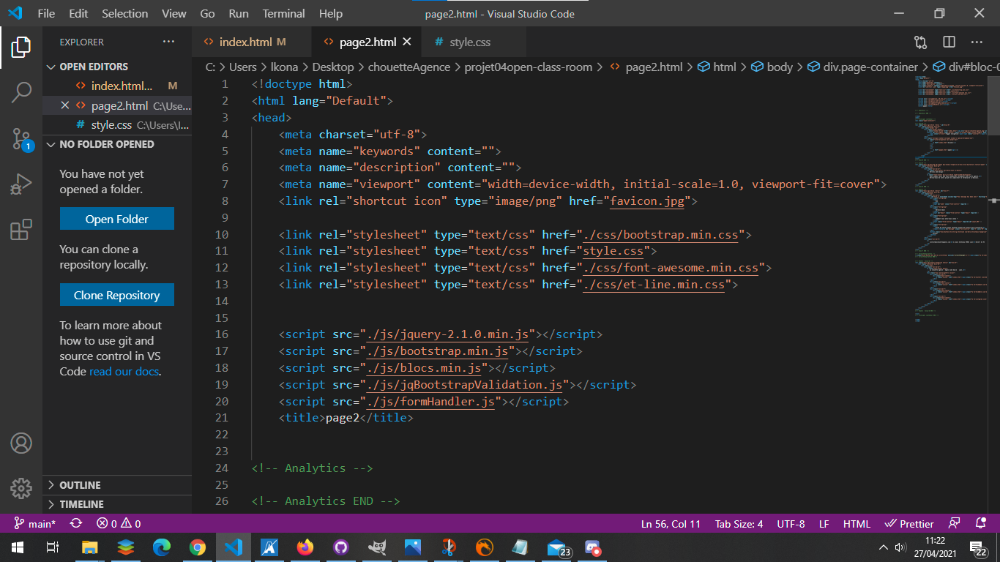 File Edit Selection View Go Run Terminal Help page2.html - Visual Studio Code
EXPLORER
OPEN EDITORS
index.html... M
page2.html C:\Use...
style.css C:\Users\l...
NO FOLDER OPENED
You have not yet
opened a folder.
Open Folder
You can clone a
repository locally.
Clone Repository
To learn more about
how to use git and
source control in VS
Code read our docs.
OUTLINE
TIMELINE
1
index.html M page2.html style.css
C: > Users > lkona > Desktop > chouetteAgence > projet04open-class-room > page2.html > html > body > div.page-container > div#bloc-0
1 <!doctype html>
2 <html lang="Default">
3 <head>
4 <meta charset="utf-8">
5 <meta name="keywords" content="">
6 <meta name="description" content="">
7 <meta name="viewport" content="width=device-width, initial-scale=1.0, viewport-fit=cover">
8 <link rel="shortcut icon" type="image/png" href="favicon.jpg">
9
10 <link rel="stylesheet" type="text/css" href="./css/bootstrap.min.css">
11 <link rel="stylesheet" type="text/css" href="style.css">
12 <link rel="stylesheet" type="text/css" href="./css/font-awesome.min.css">
13 <link rel="stylesheet" type="text/css" href="./css/et-line.min.css">
14
15
16 <script src="./js/jquery-2.1.0.min.js"></script>
17 <script src="./js/bootstrap.min.js"></script>
18 <script src="./js/blocs.min.js"></script>
19 <script src="./js/jqBootstrapValidation.js"></script>
20 <script src="./js/formHandler.js"></script>
21 <title>page2</title>
22
23
24 <!-- Analytics -->
25
26 <!-- Analytics END -->
main* 0 0 Ln 56, Col 11 Tab Size: 4 UTF-8 LF HTML Prettier
23 11:22
27/04/2021 22